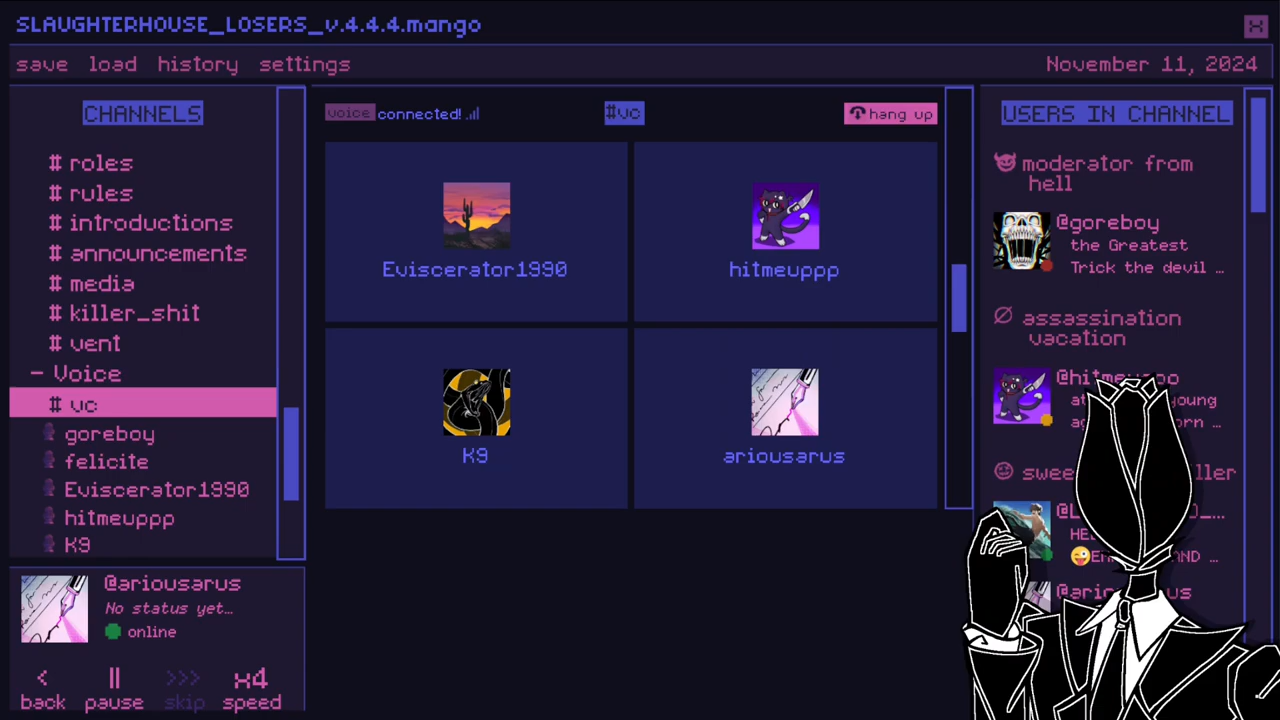 SLAUGHTERHOUSE_LOSERS_v.4.4.4.mango
X
save load history settings
November 11, 2024
CHANNELS
# roles
# rules
# introductions
# announcements
# media
# killer_shit
# vent
– Voice
# vc
goreboy
felicite
Eviscerator1990
hitmeuppp
K9
@ariousarus
No status yet…
online
< || >>> x4
back pause skip speed
voice connected!
#vc
hang up
Eviscerator1990
hitmeuppp
K9
ariousarus
USERS IN CHANNEL
moderator from
hell
@goreboy
the Greatest
Trick the devil …
assassination
vacation
young
…